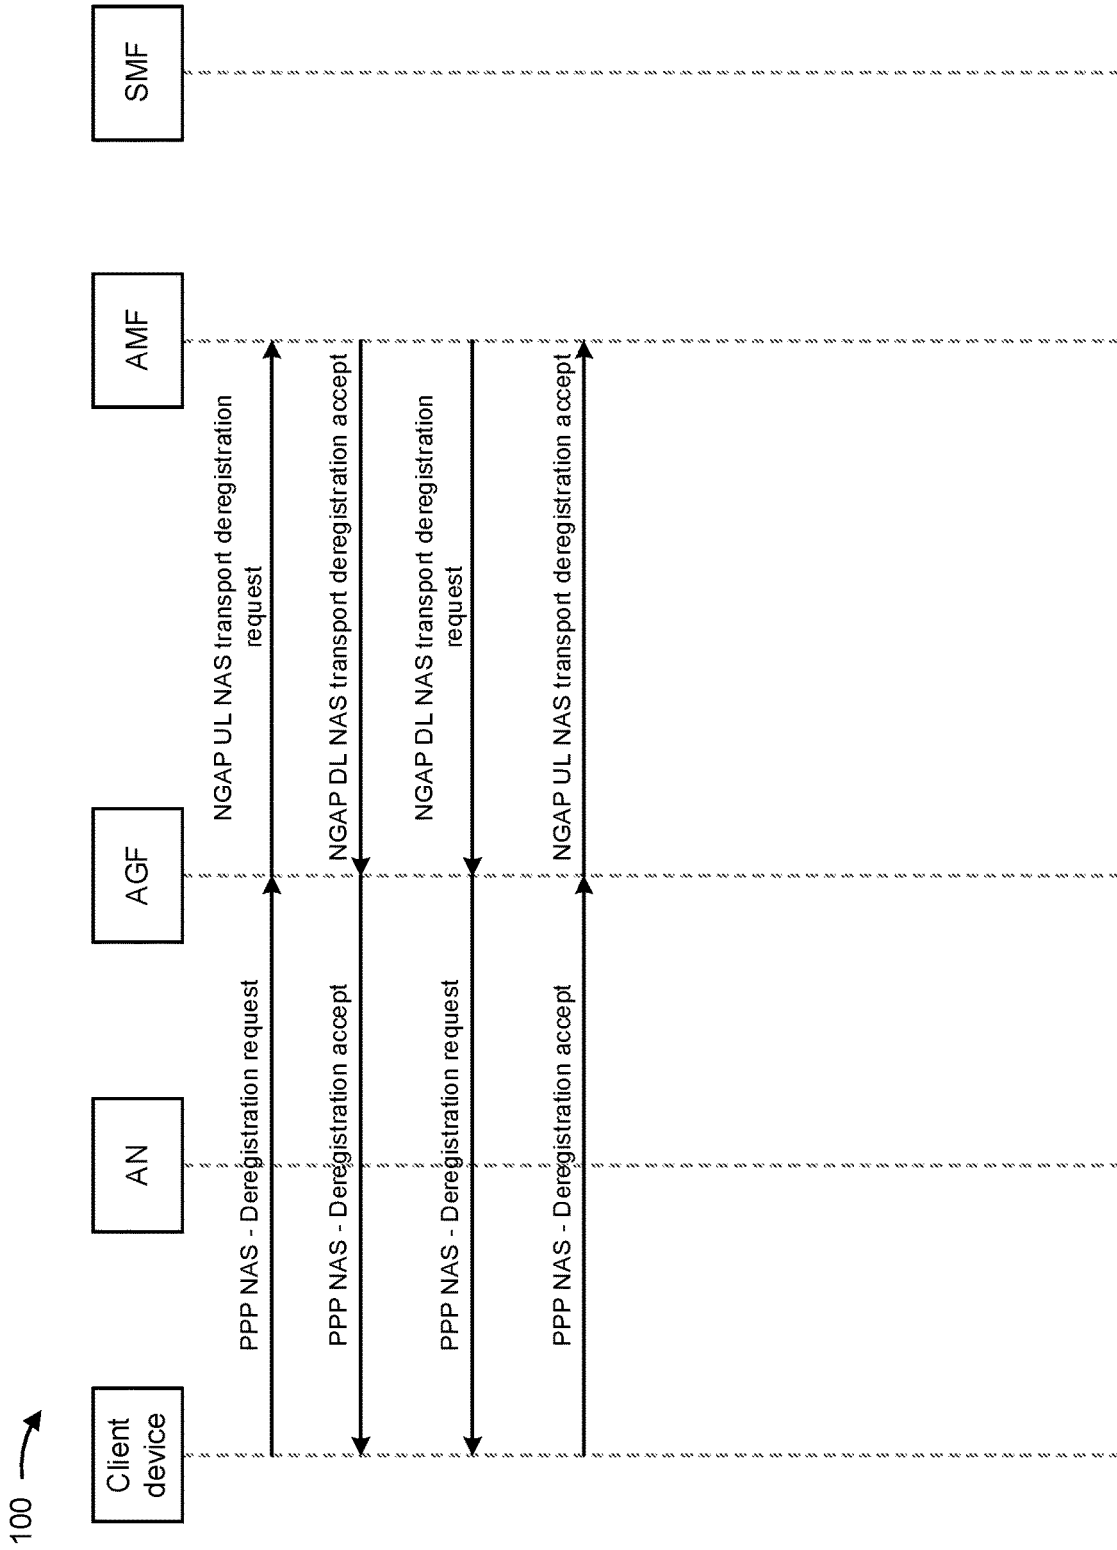 100
Client
device
AN
AGF
AMF
SMF
PPP NAS - Deregistration request
NGAP UL NAS transport deregistration
request
PPP NAS - Deregistration accept
NGAP DL NAS transport deregistration accept
PPP NAS - Deregistration request
NGAP DL NAS transport deregistration
request
PPP NAS - Deregistration accept
NGAP UL NAS transport deregistration accept